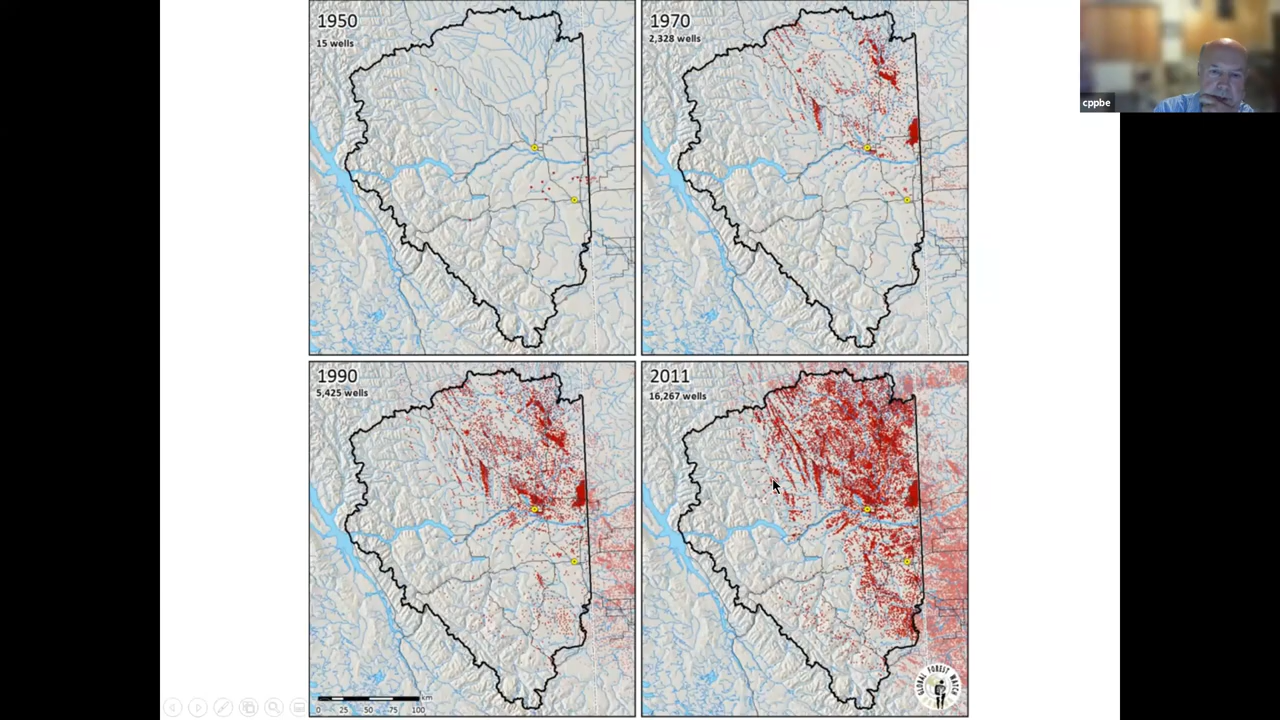 1950
15 wells
1970
2,328 wells
cppbe
1990
5,425 wells
2011
16,267 wells
km
0 25 50 75 100
GLOBAL FOREST WATCH